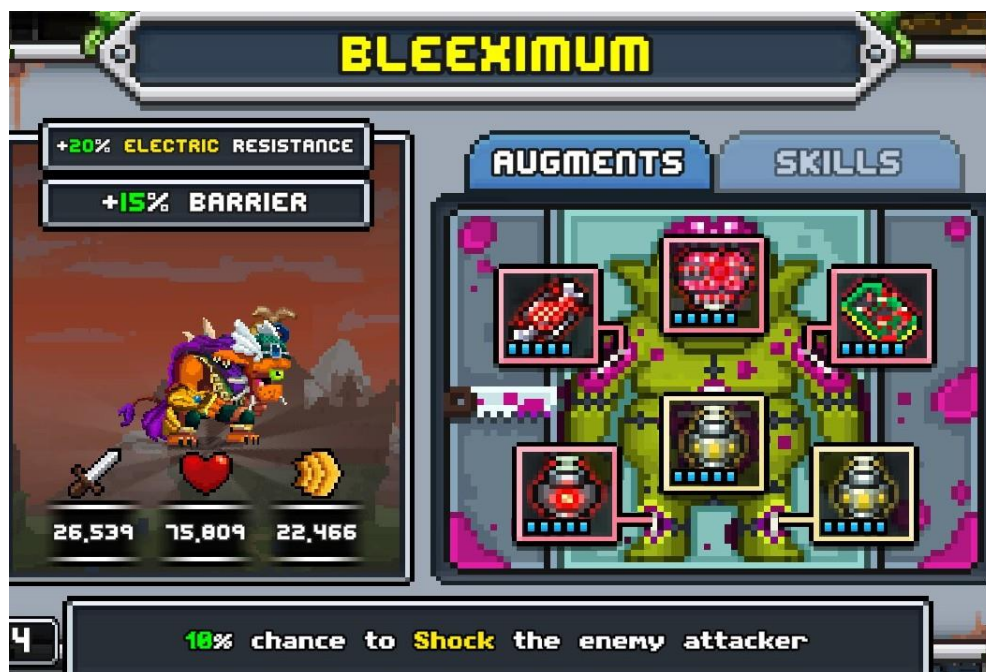 BLEEXIMUM
+20% ELECTRIC RESISTANCE
+15% BARRIER
AUGMENTS
SKILLS
26,539
75,809
22,466
4
10% chance to Shock the enemy attacker